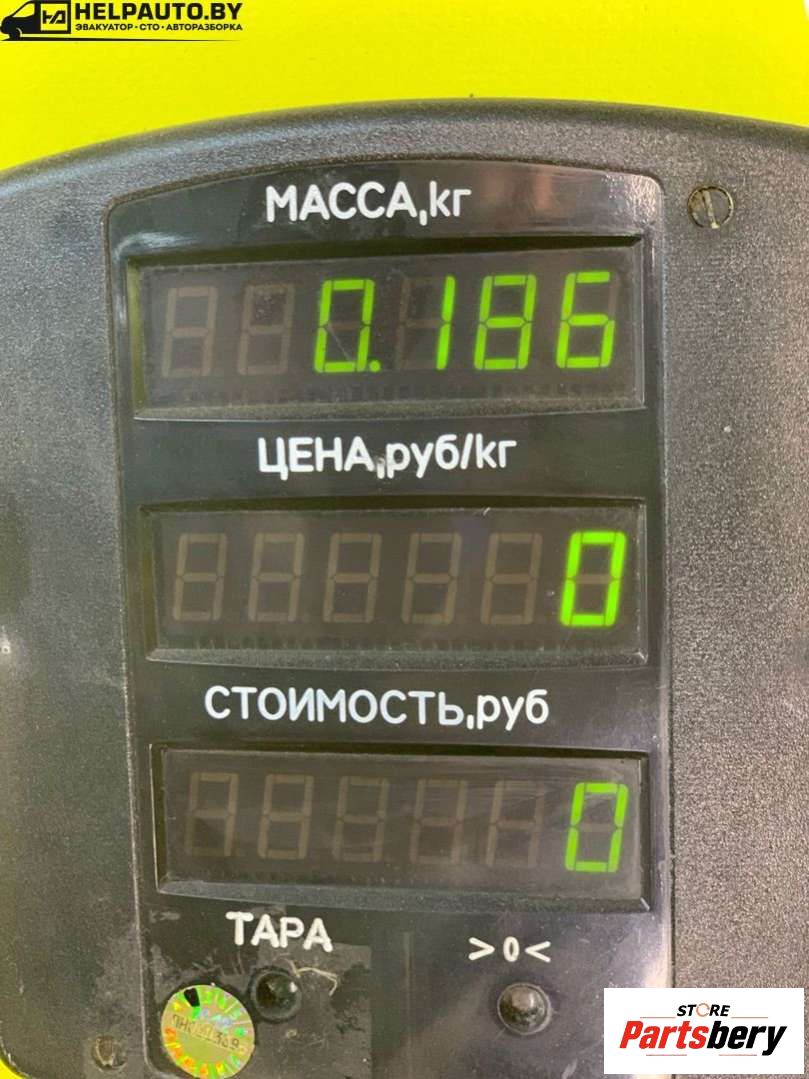 HELPAUTO.BY
ЭВАКУАТОР•СТО•АВТОРАЗБОРКА
МАССА,кг
0.186
ЦЕНА,руб/кг
0
СТОИМОСТЬ,руб
0
ТАРА
>0<
STORE
Partsbery